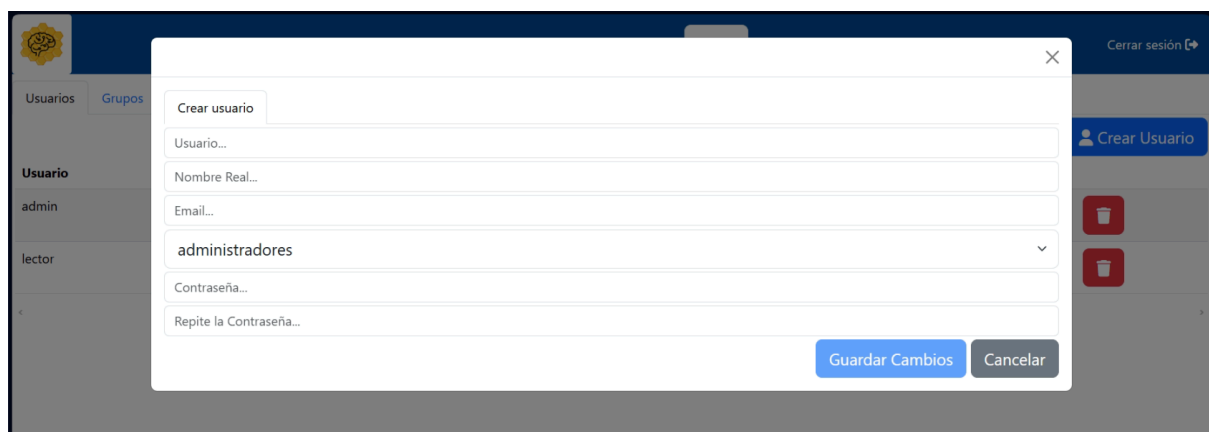 Cerrar sesión
Usuarios Grupos
Crear usuario
Crear Usuario
Usuario...
Usuario
Nombre Real...
admin
Email...
administradores
lector
Contraseña...
Repite la Contraseña...
Guardar Cambios Cancelar